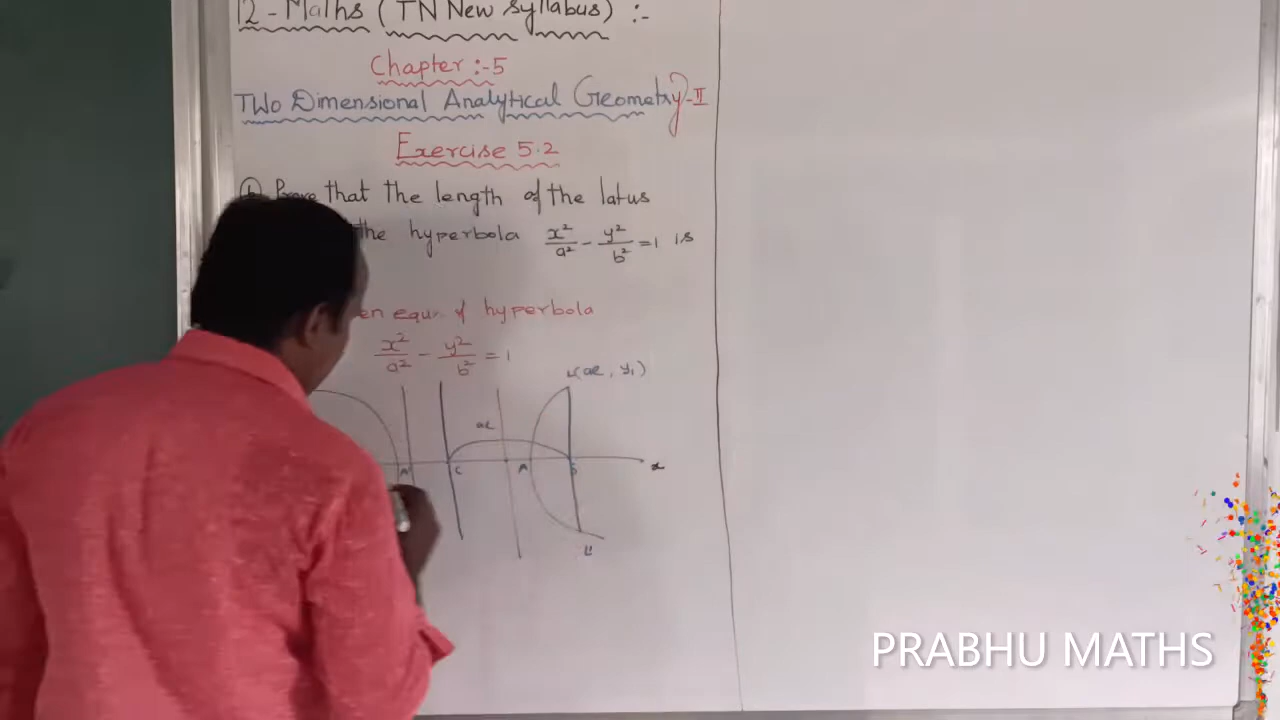 12 - Maths (TN New Syllabus) :-
Chapter :-5
Two Dimensional Analytical Geometry-II
Exercise 5.2
that the length of the latus
the hyperbola x²/a² - y²/b² = 1 is
en equn. of hyperbola
x²/a² - y²/b² = 1
L(ae, y₁)
ae
A' C A S x
L'
PRABHU MATHS